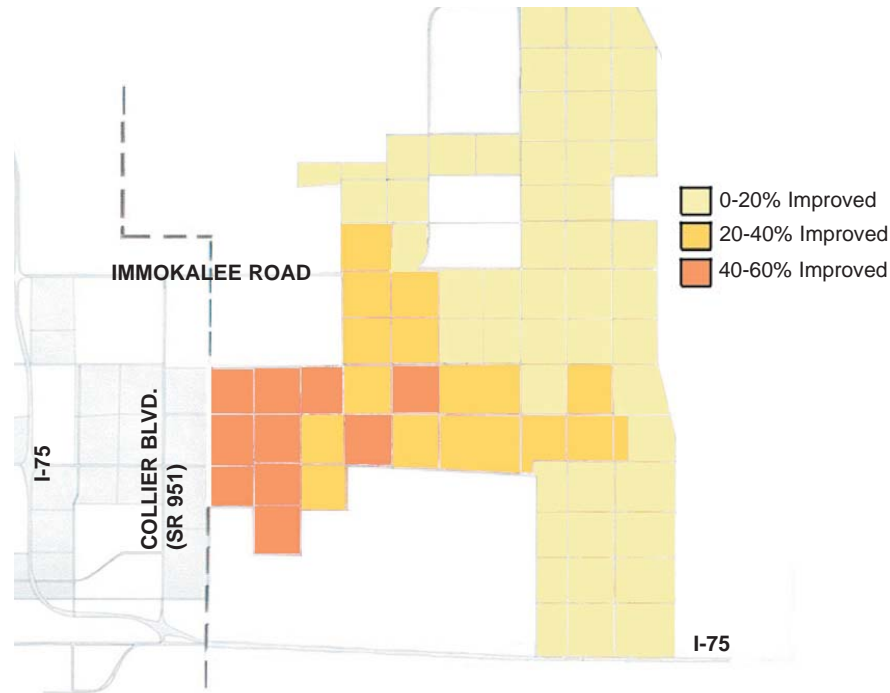 0-20% Improved
20-40% Improved
40-60% Improved
IMMOKALEE ROAD
I-75
COLLIER BLVD.
(SR 951)
I-75